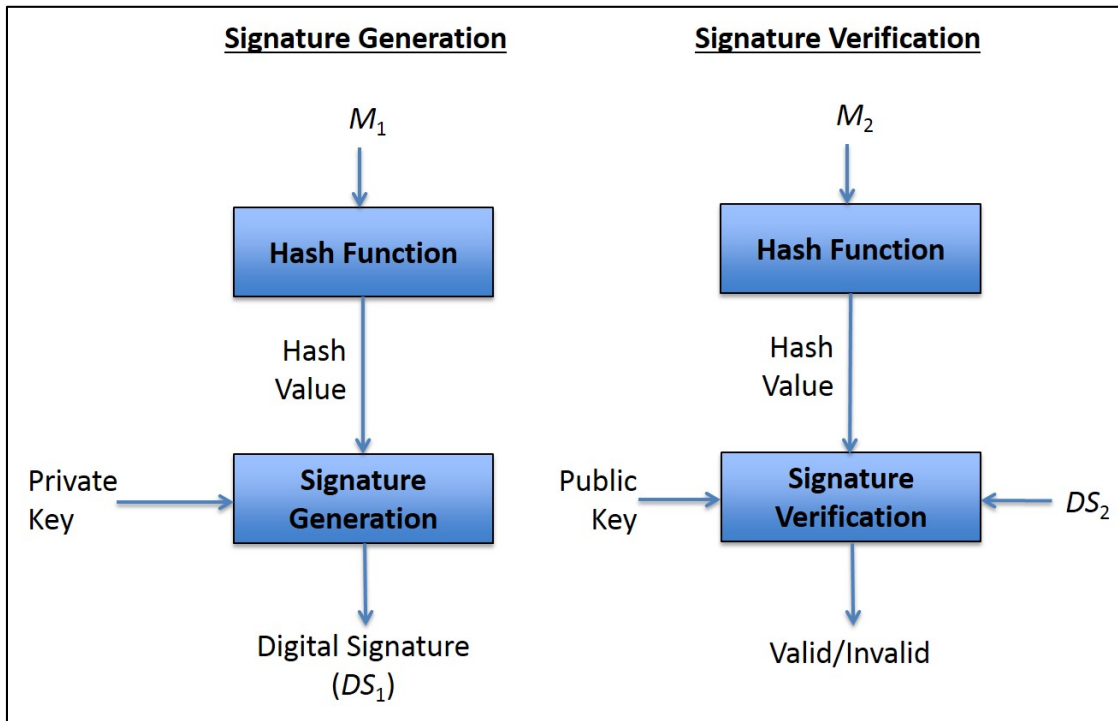 Signature Generation
M₁
Hash Function
Hash
Value
Private
Key
Signature
Generation
Digital Signature
(DS₁)
Signature Verification
M₂
Hash Function
Hash
Value
Public
Key
Signature
Verification
DS₂
Valid/Invalid